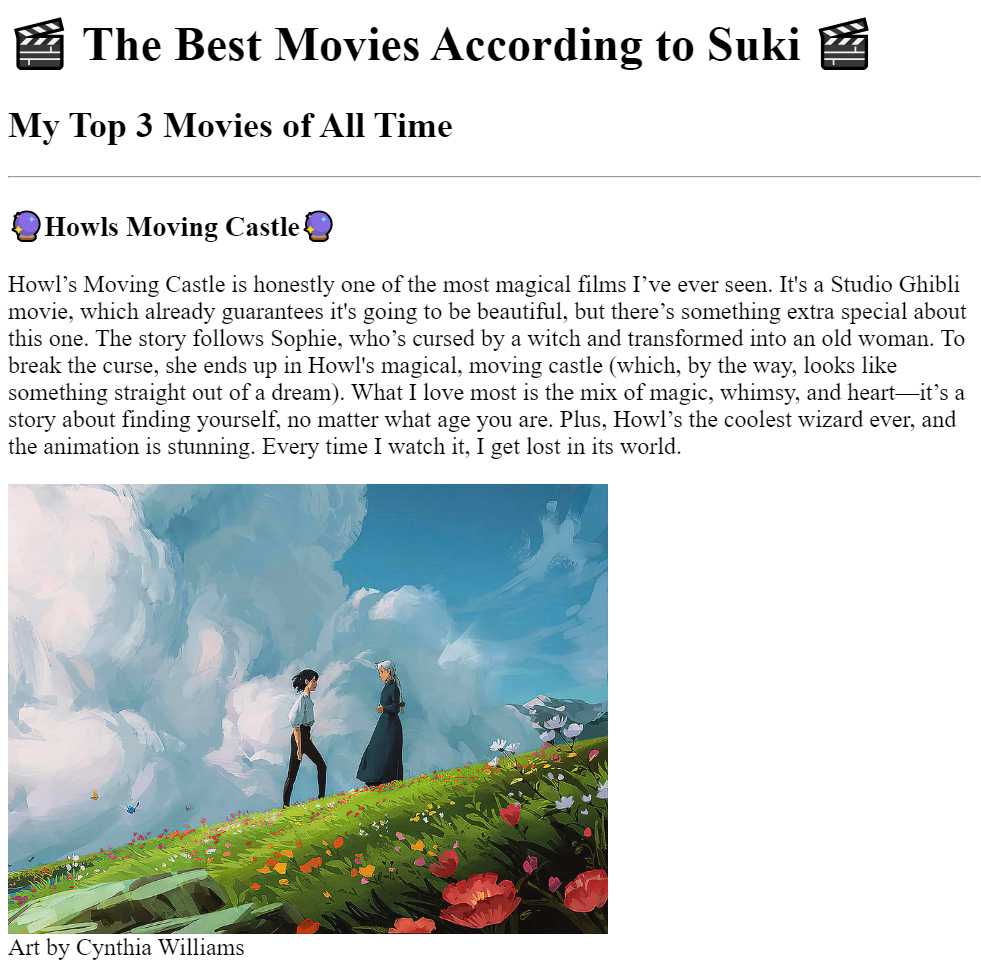 🎬 The Best Movies According to Suki 🎬
My Top 3 Movies of All Time
🔮Howls Moving Castle🔮
Howl’s Moving Castle is honestly one of the most magical films I’ve ever seen. It's a Studio Ghibli
movie, which already guarantees it's going to be beautiful, but there’s something extra special about
this one. The story follows Sophie, who’s cursed by a witch and transformed into an old woman. To
break the curse, she ends up in Howl's magical, moving castle (which, by the way, looks like
something straight out of a dream). What I love most is the mix of magic, whimsy, and heart—it’s a
story about finding yourself, no matter what age you are. Plus, Howl’s the coolest wizard ever, and
the animation is stunning. Every time I watch it, I get lost in its world.
Art by Cynthia Williams